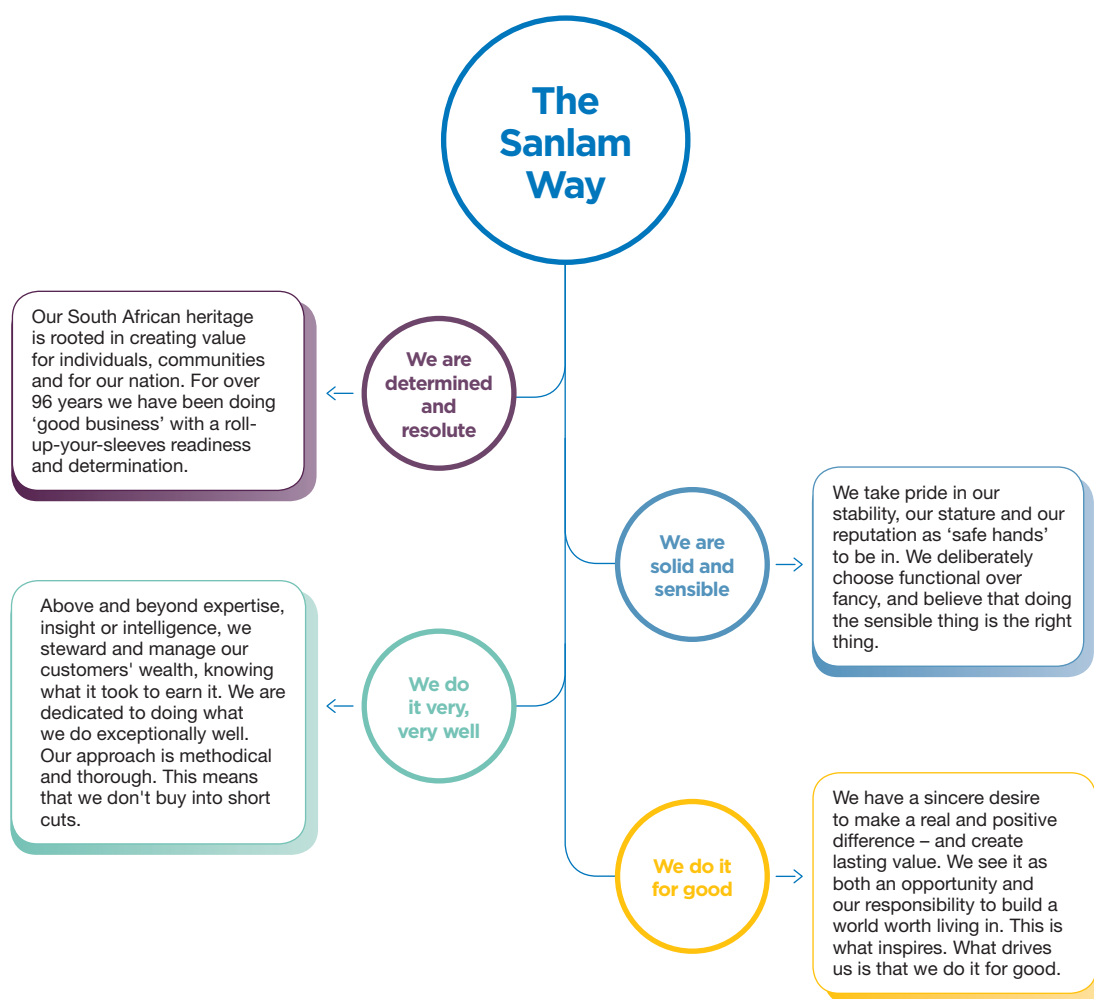 The
Sanlam
Way
We are
determined
and
resolute
Our South African heritage
is rooted in creating value
for individuals, communities
and for our nation. For over
96 years we have been doing
‘good business’ with a roll-
up-your-sleeves readiness
and determination.
We are
solid and
sensible
We take pride in our
stability, our stature and our
reputation as ‘safe hands’
to be in. We deliberately
choose functional over
fancy, and believe that doing
the sensible thing is the right
thing.
We do
it very,
very well
Above and beyond expertise,
insight or intelligence, we
steward and manage our
customers' wealth, knowing
what it took to earn it. We are
dedicated to doing what
we do exceptionally well.
Our approach is methodical
and thorough. This means
that we don't buy into short
cuts.
We do it
for good
We have a sincere desire
to make a real and positive
difference – and create
lasting value. We see it as
both an opportunity and
our responsibility to build a
world worth living in. This is
what inspires. What drives
us is that we do it for good.